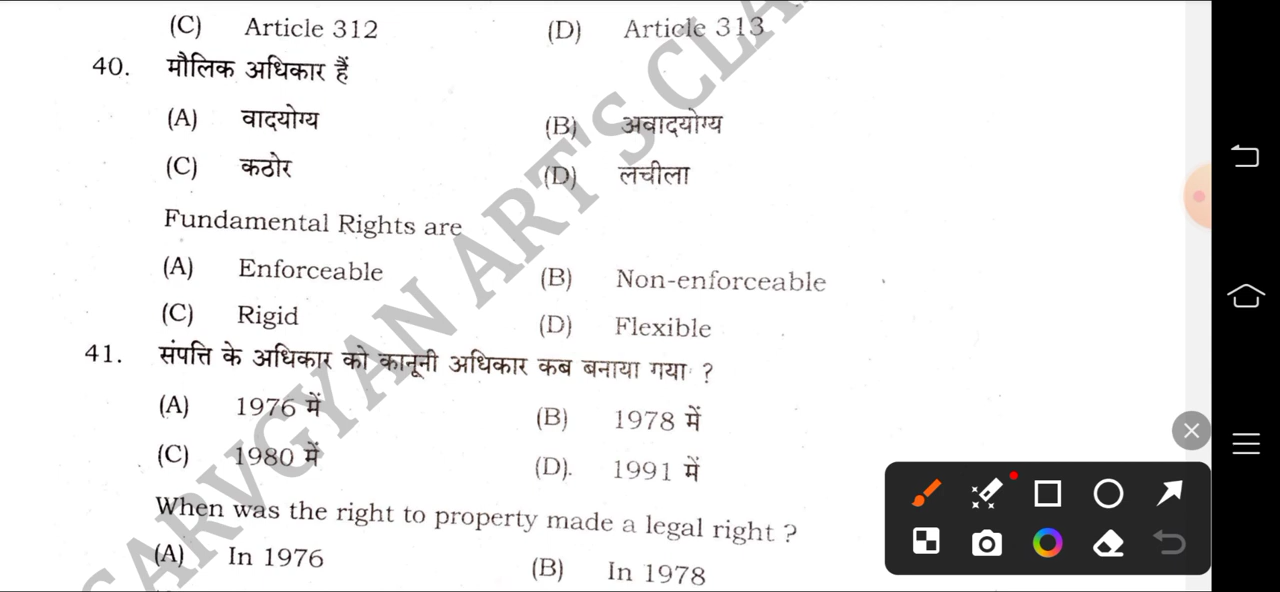 (C) Article 312 (D) Article 313
40. मौलिक अधिकार हैं
(A) वादयोग्य (B) अवादयोग्य
(C) कठोर (D) लचीला
Fundamental Rights are
(A) Enforceable (B) Non-enforceable
(C) Rigid (D) Flexible
41. संपत्ति के अधिकार को कानूनी अधिकार कब बनाया गया ?
(A) 1976 में (B) 1978 में
(C) 1980 में (D). 1991 में
When was the right to property made a legal right ?
(A) In 1976 (B) In 1978
SARVGYAN ART'S CLA